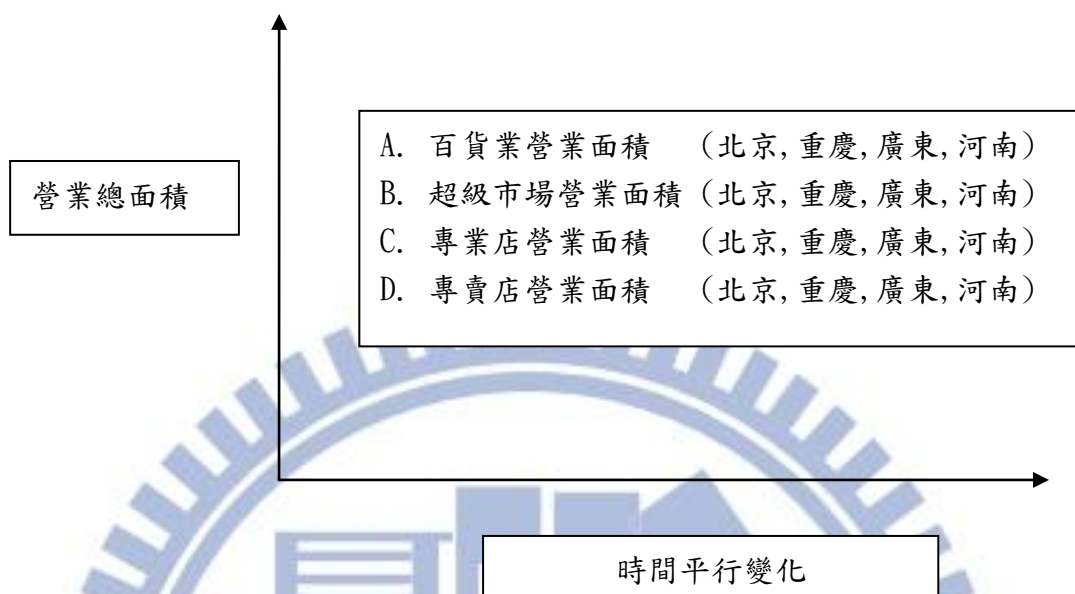 營業總面積
A. 百貨業營業面積 (北京,重慶,廣東,河南)
B. 超級市場營業面積(北京,重慶,廣東,河南)
C. 專業店營業面積 (北京,重慶,廣東,河南)
D. 專賣店營業面積 (北京,重慶,廣東,河南)
時間平行變化